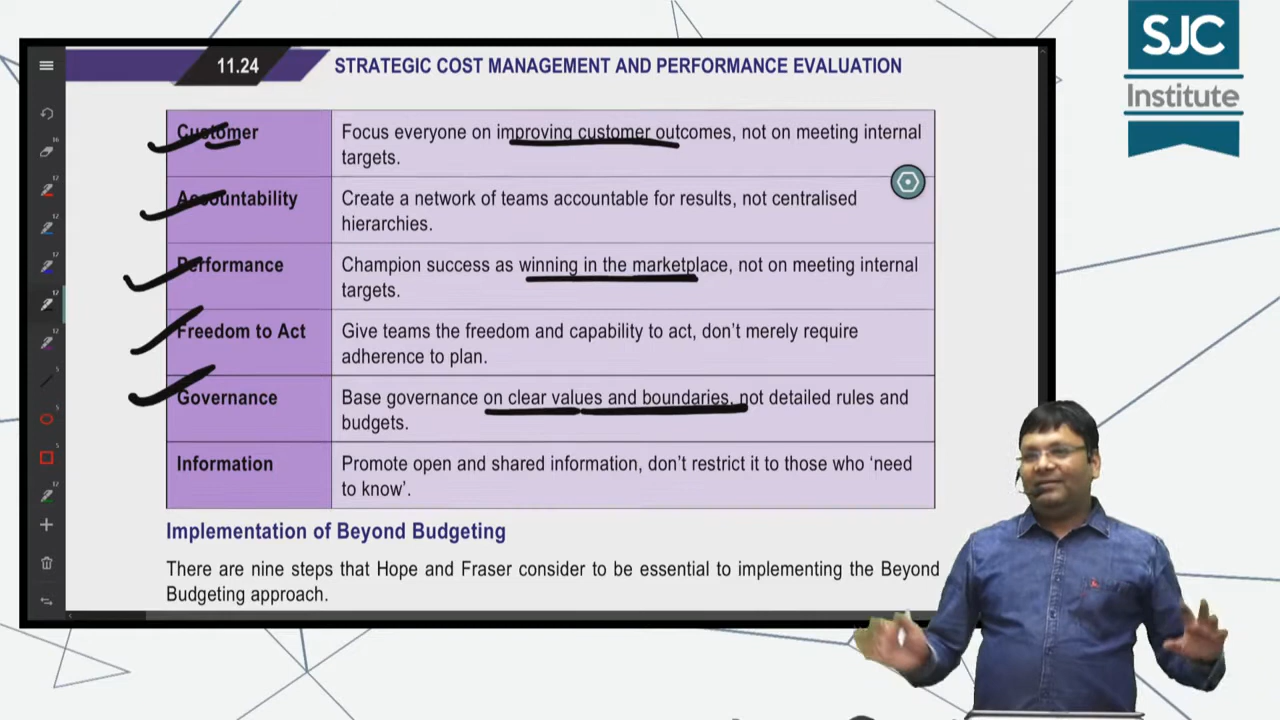 SJC
Institute
11.24
STRATEGIC COST MANAGEMENT AND PERFORMANCE EVALUATION
Customer
Focus everyone on improving customer outcomes, not on meeting internal
targets.
Accountability
Create a network of teams accountable for results, not centralised
hierarchies.
Performance
Champion success as winning in the marketplace, not on meeting internal
targets.
Freedom to Act
Give teams the freedom and capability to act, don't merely require
adherence to plan.
Governance
Base governance on clear values and boundaries, not detailed rules and
budgets.
Information
Promote open and shared information, don't restrict it to those who 'need
to know'.
Implementation of Beyond Budgeting
There are nine steps that Hope and Fraser consider to be essential to implementing the Beyond
Budgeting approach.